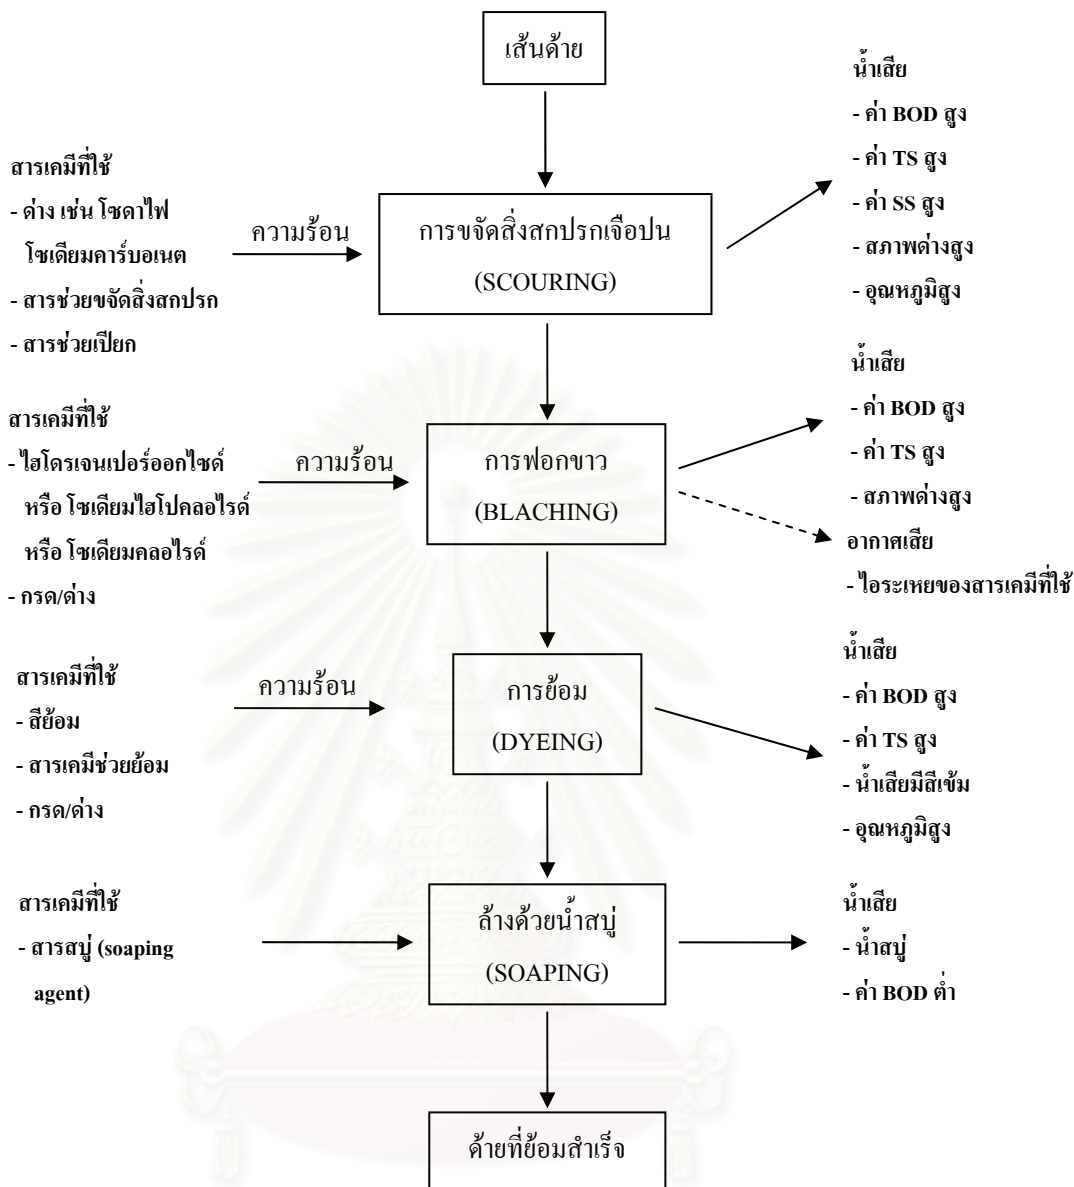 เส้นด้าย
สารเคมีที่ใช้
- ด่าง เช่น โซดาไฟ
โซเดียมคาร์บอเนต
- สารช่วยขจัดสิ่งสกปรก
- สารช่วยเปียก
ความร้อน
การขจัดสิ่งสกปรกเจือปน
(SCOURING)
น้ำเสีย
- ค่า BOD สูง
- ค่า TS สูง
- ค่า SS สูง
- สภาพด่างสูง
- อุณหภูมิสูง
สารเคมีที่ใช้
- ไฮโดรเจนเปอร์ออกไซด์
หรือ โซเดียมไฮโปคลอไรด์
หรือ โซเดียมคลอไรด์
- กรด/ด่าง
ความร้อน
การฟอกขาว
(BLACHING)
น้ำเสีย
- ค่า BOD สูง
- ค่า TS สูง
- สภาพด่างสูง
อากาศเสีย
- ไอระเหยของสารเคมีที่ใช้
สารเคมีที่ใช้
- สีย้อม
- สารเคมีช่วยย้อม
- กรด/ด่าง
ความร้อน
การย้อม
(DYEING)
น้ำเสีย
- ค่า BOD สูง
- ค่า TS สูง
- น้ำเสียมีสีเข้ม
- อุณหภูมิสูง
สารเคมีที่ใช้
- สารสบู่ (soaping
agent)
ล้างด้วยน้ำสบู่
(SOAPING)
น้ำเสีย
- น้ำสบู่
- ค่า BOD ต่ำ
ด้ายที่ย้อมสำเร็จ